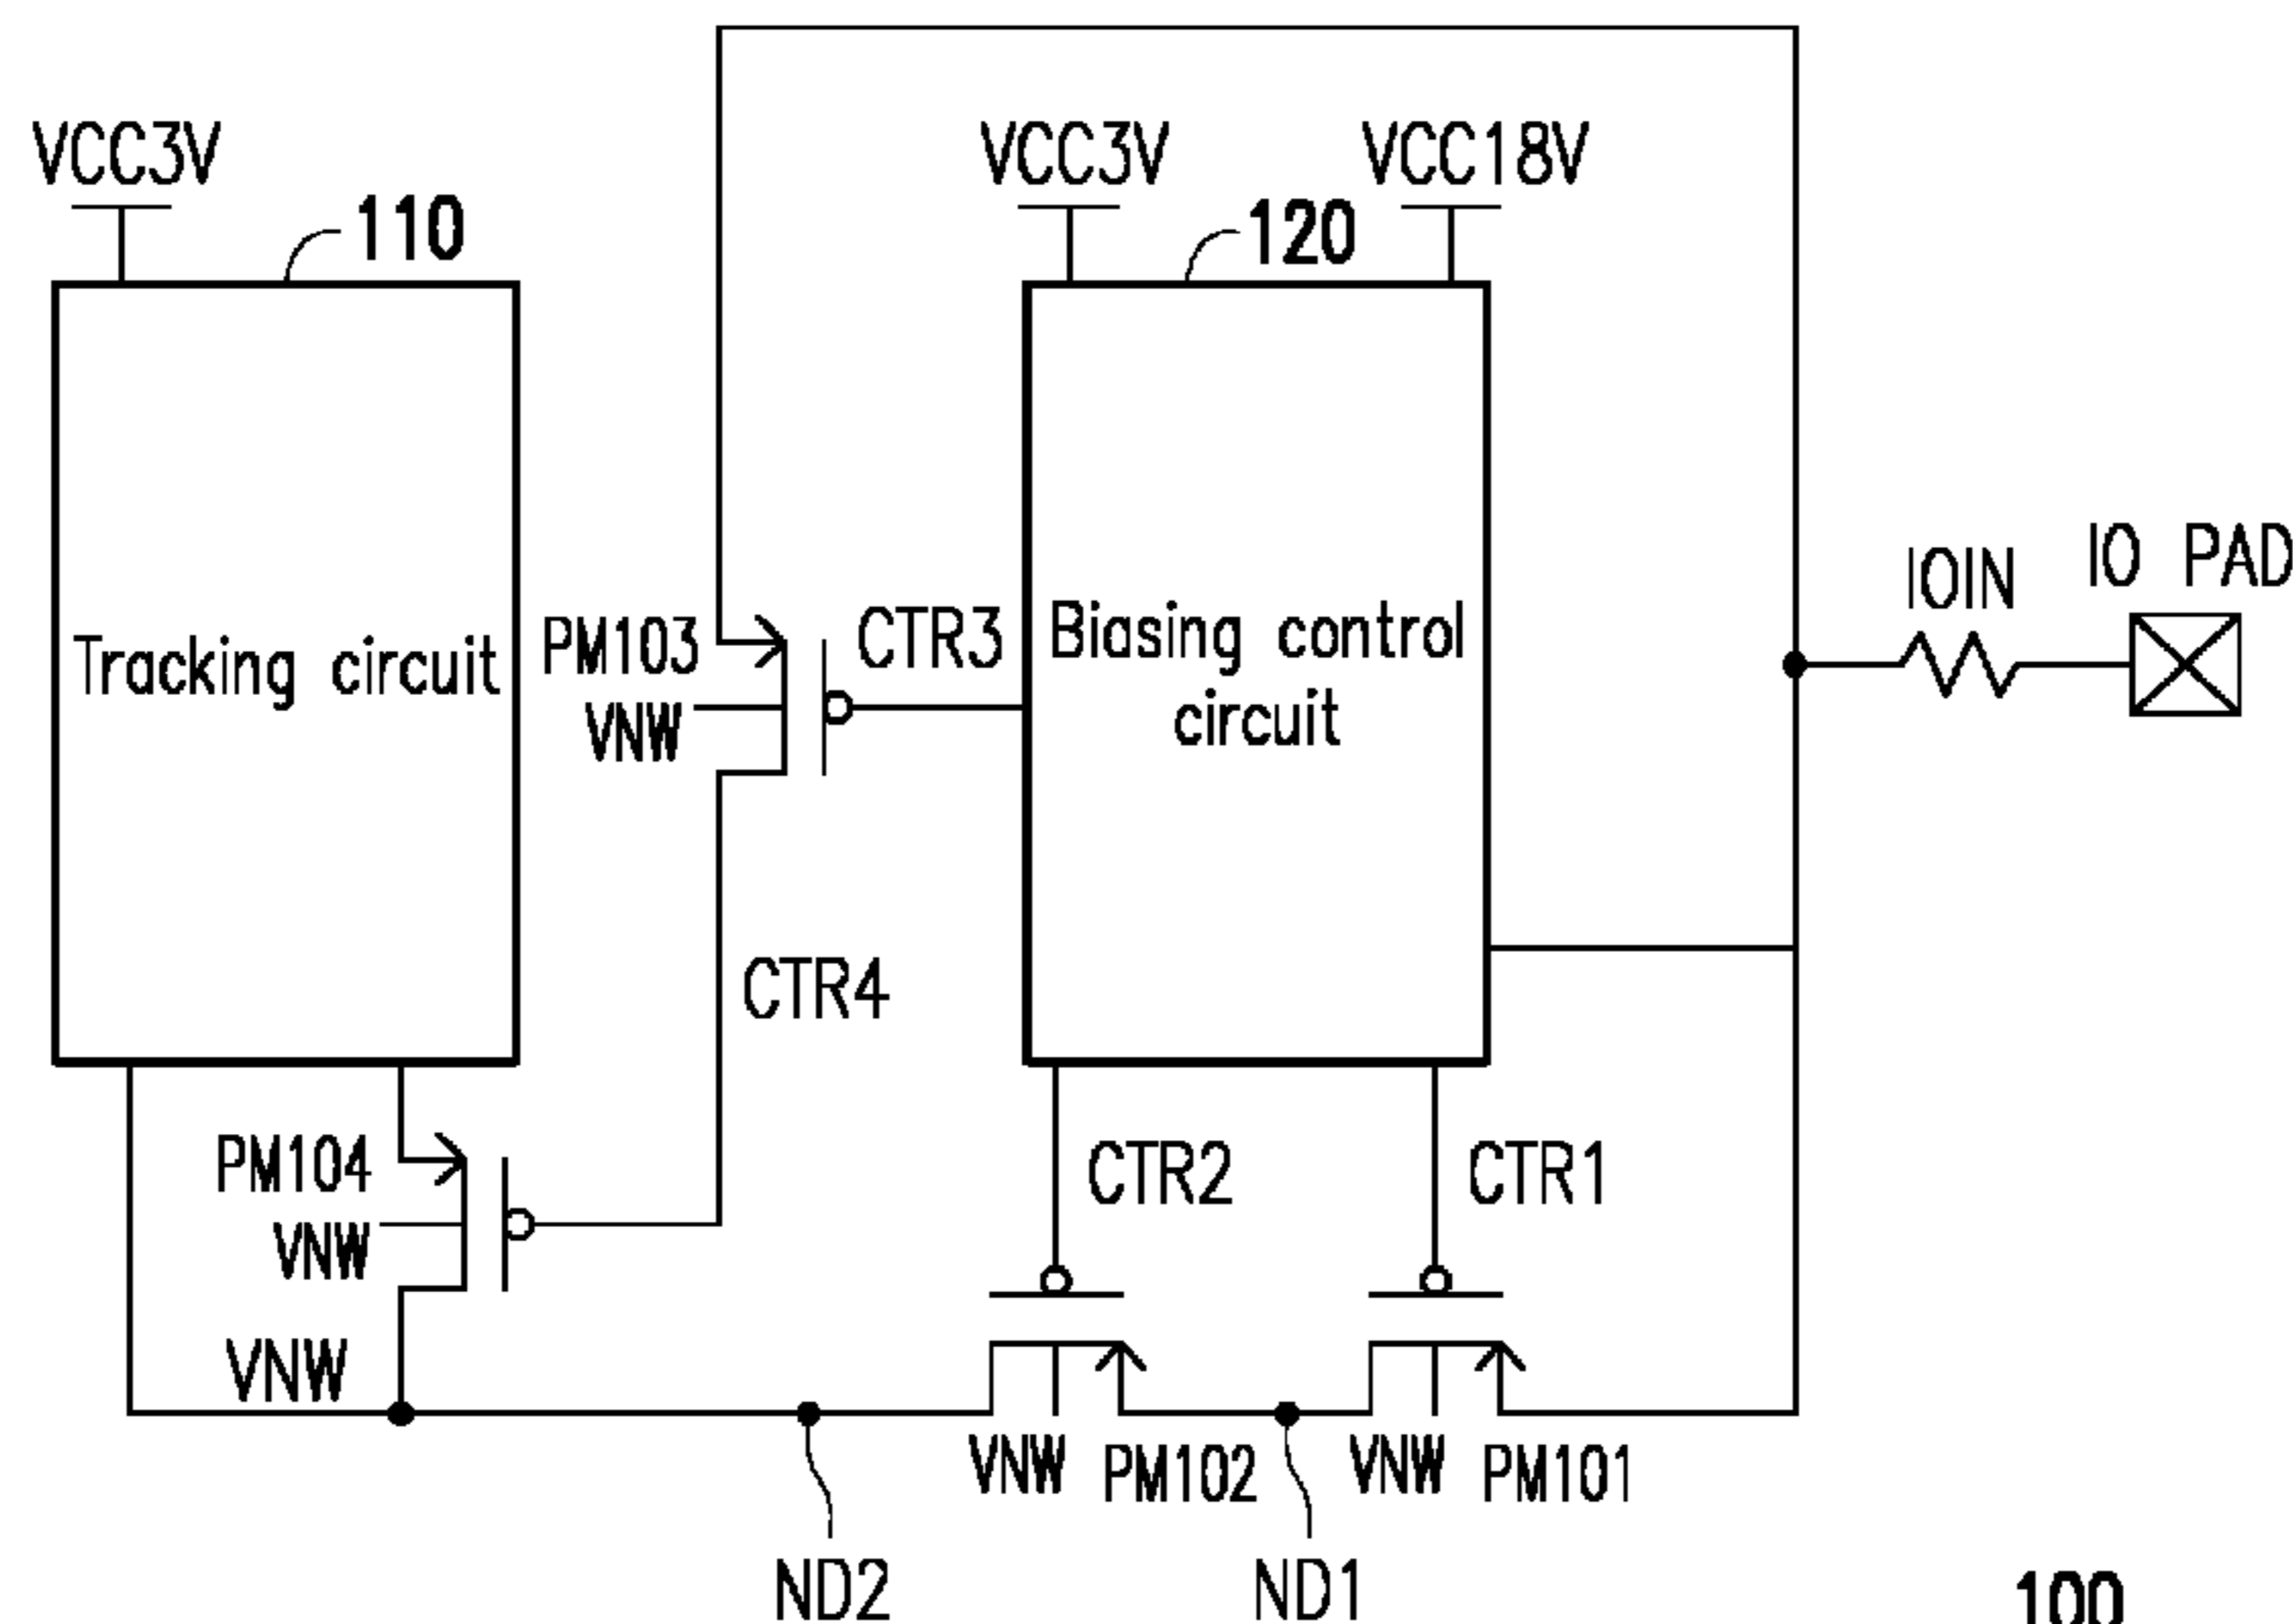 VCC3V
110
VCC3V
VCC18V
120
IOIN
IO PAD
Tracking circuit
PM103
VNW
CTR3
Biasing control
circuit
CTR4
PM104
VNW
VNW
CTR2
CTR1
VNW
PM102
VNW
PM101
ND2
ND1
100